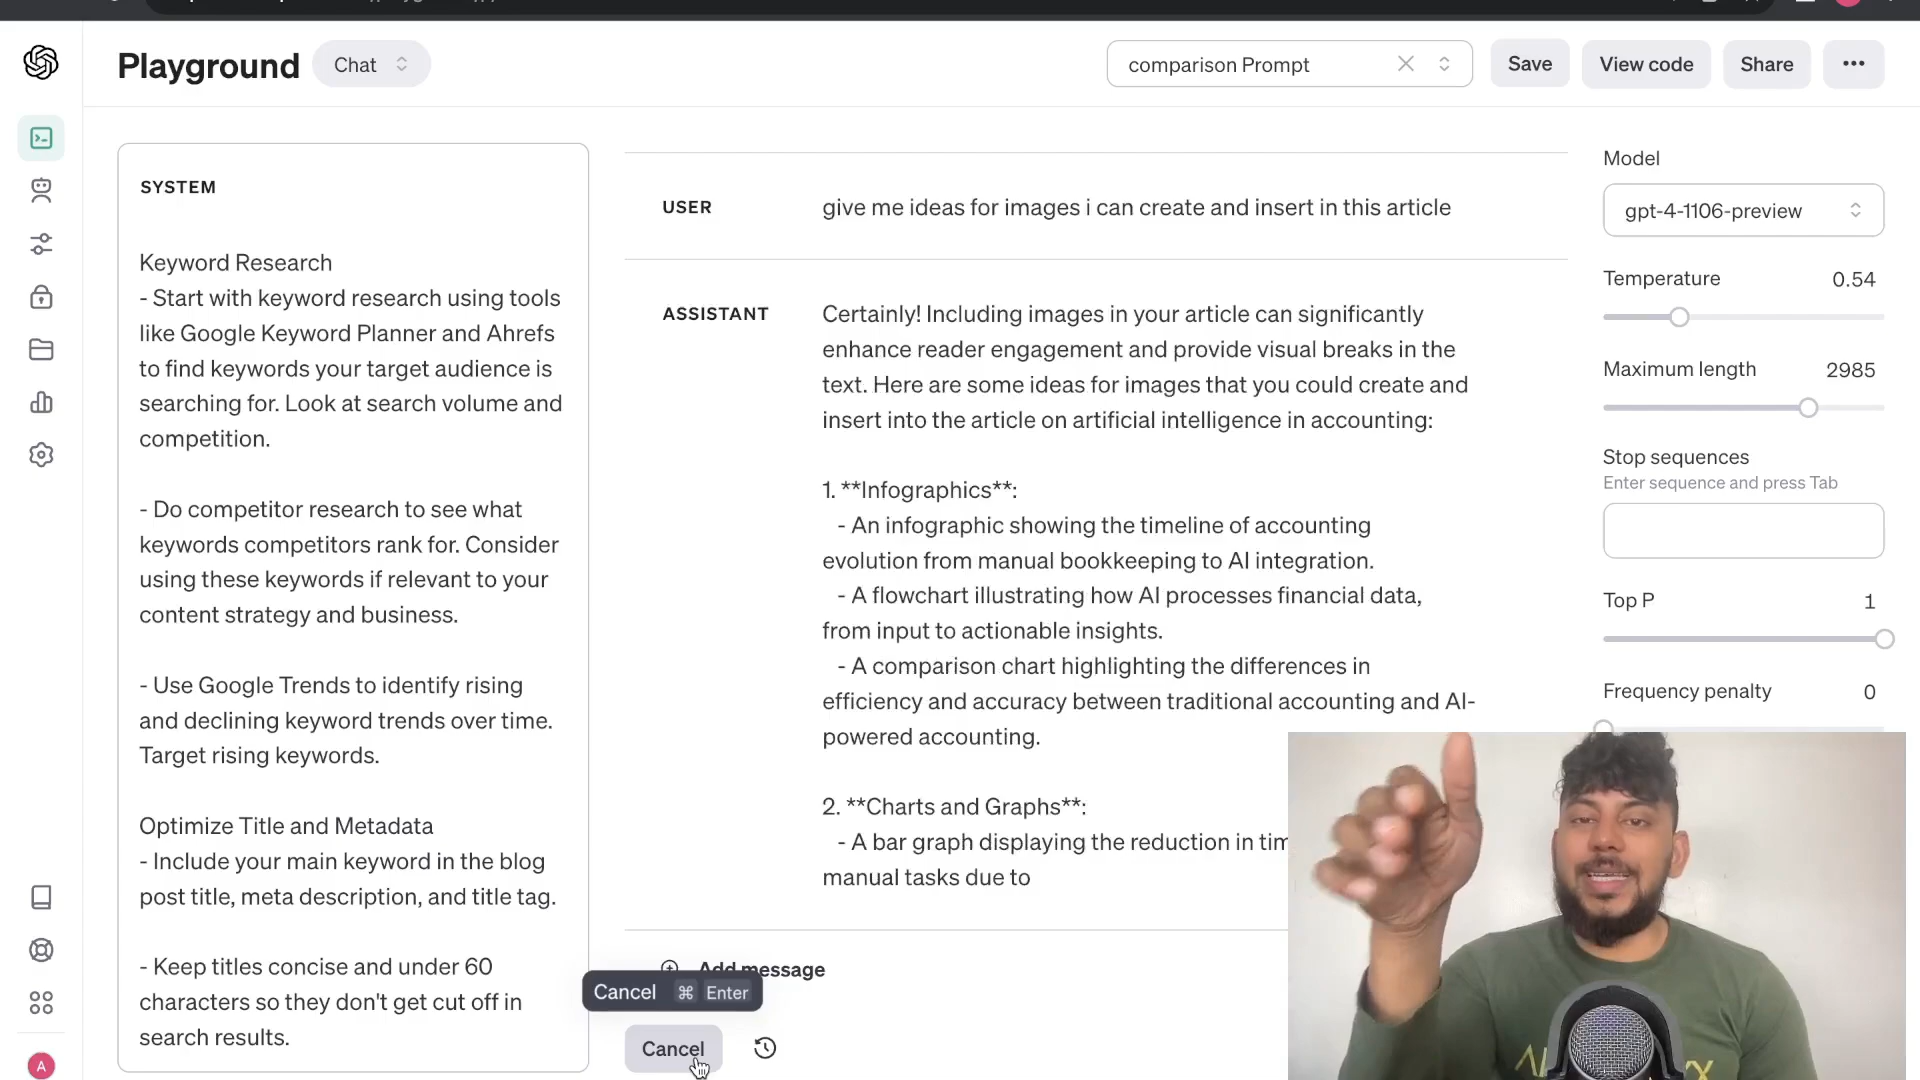 Playground
Chat
comparison Prompt
Save
View code
Share
SYSTEM
Keyword Research
- Start with keyword research using tools
like Google Keyword Planner and Ahrefs
to find keywords your target audience is
searching for. Look at search volume and
competition.
- Do competitor research to see what
keywords competitors rank for. Consider
using these keywords if relevant to your
content strategy and business.
- Use Google Trends to identify rising
and declining keyword trends over time.
Target rising keywords.
Optimize Title and Metadata
- Include your main keyword in the blog
post title, meta description, and title tag.
- Keep titles concise and under 60
characters so they don't get cut off in
search results.
USER
give me ideas for images i can create and insert in this article
ASSISTANT
Certainly! Including images in your article can significantly
enhance reader engagement and provide visual breaks in the
text. Here are some ideas for images that you could create and
insert into the article on artificial intelligence in accounting:
1. **Infographics**:
- An infographic showing the timeline of accounting
evolution from manual bookkeeping to AI integration.
- A flowchart illustrating how AI processes financial data,
from input to actionable insights.
- A comparison chart highlighting the differences in
efficiency and accuracy between traditional accounting and AI-
powered accounting.
2. **Charts and Graphs**:
- A bar graph displaying the reduction in
manual tasks due to
Add message
Cancel ⌘ Enter
Cancel
Model
gpt-4-1106-preview
Temperature 0.54
Maximum length 2985
Stop sequences
Enter sequence and press Tab
Top P 1
Frequency penalty 0
A